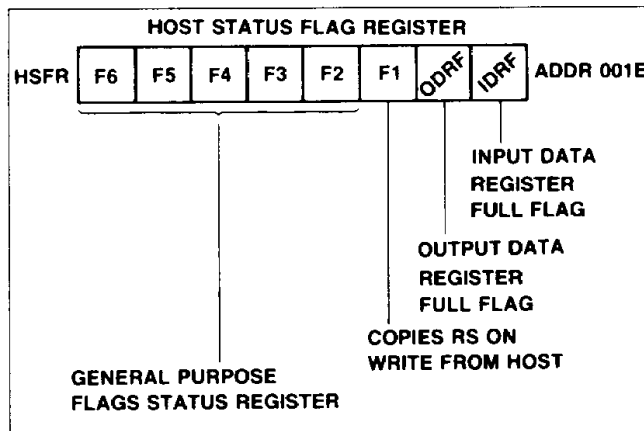 HOST STATUS FLAG REGISTER
HSFR F6 F5 F4 F3 F2 F1 ODRF IDRF ADDR 001E
INPUT DATA
REGISTER
FULL FLAG
OUTPUT DATA
REGISTER
FULL FLAG
COPIES RS ON
WRITE FROM HOST
GENERAL PURPOSE
FLAGS STATUS REGISTER